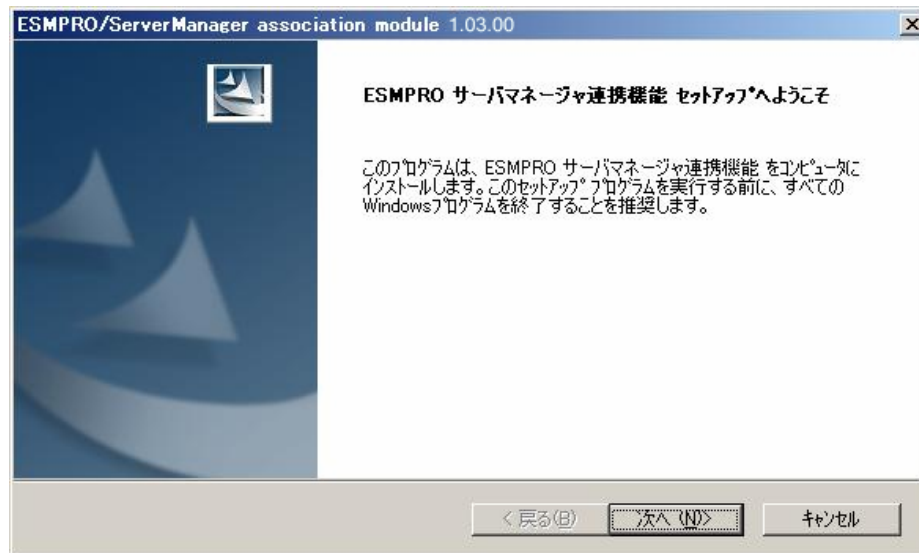 ESMPRO/ServerManager association module 1.03.00
ESMPRO サーバマネージャ連携機能 セットアップへようこそ
このプログラムは、ESMPRO サーバマネージャ連携機能 をコンピュータに
インストールします。このセットアップ プログラムを実行する前に、すべての
Windowsプログラムを終了することを推奨します。
< 戻る(B)
次へ (N)>
キャンセル